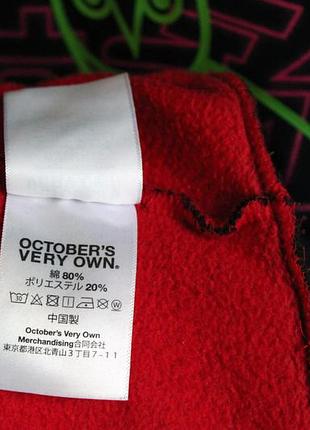 OCTOBER'S
VERY OWN®
綿 80%
ポリエステル 20%
30
W
中国製
October's Very Own
Merchandising合同会社
東京都港区北青山3丁目7-11